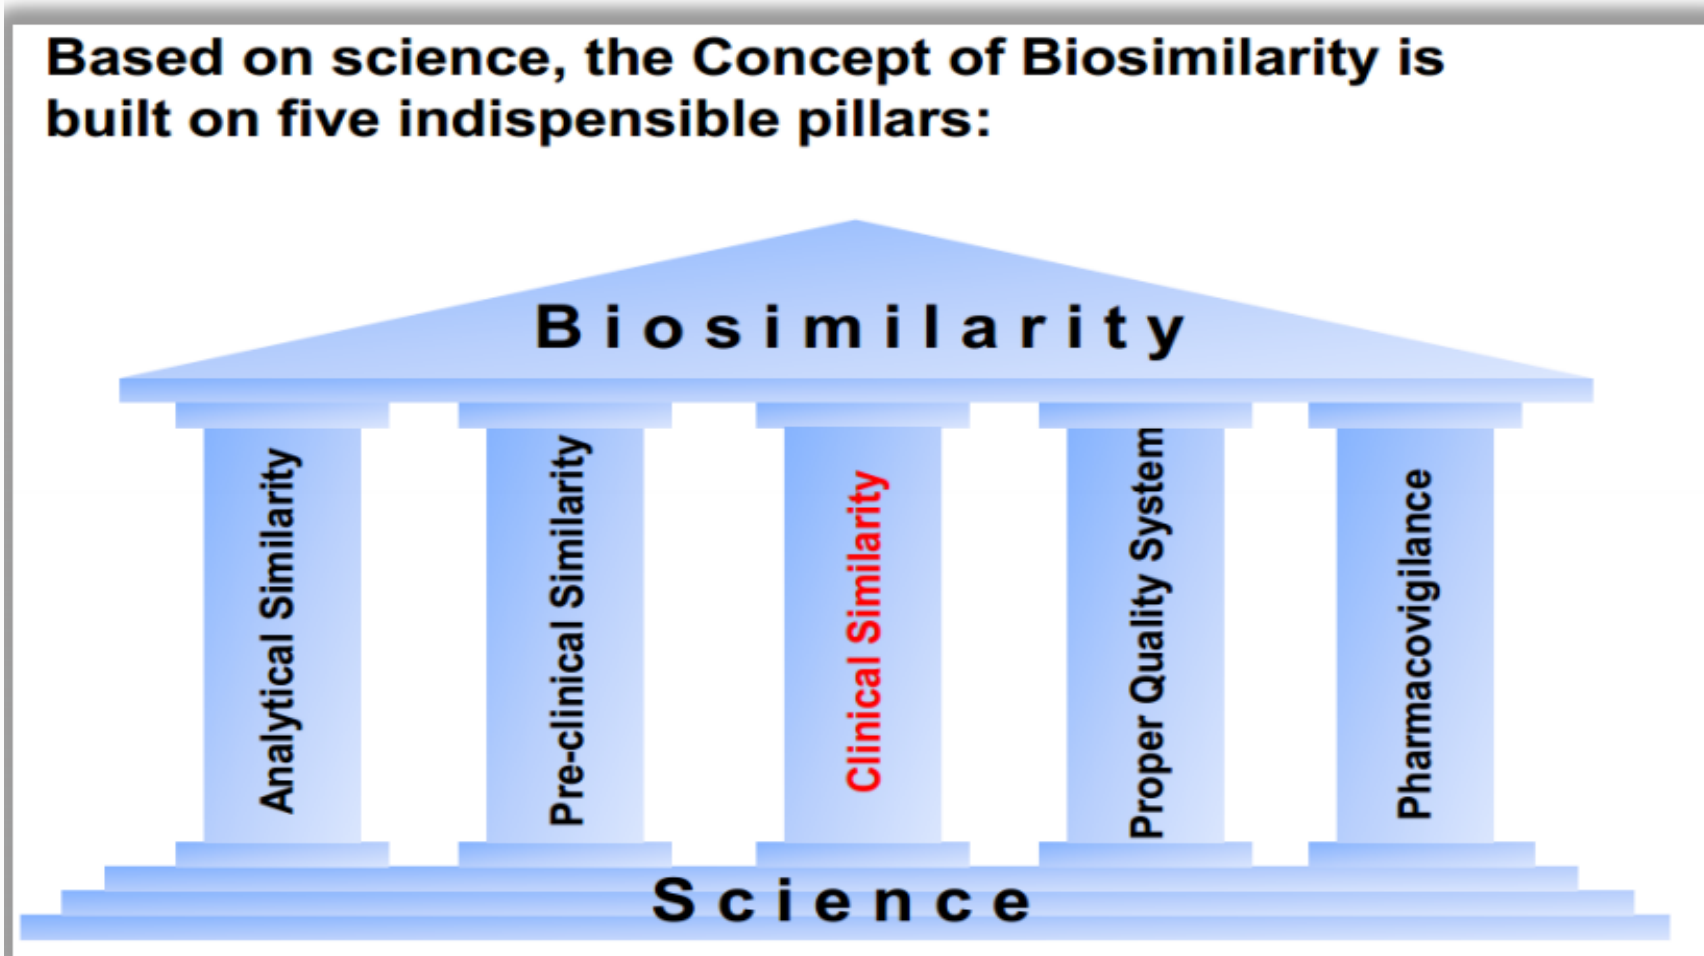 Based on science, the Concept of Biosimilarity is
built on five indispensible pillars:
Biosimilarity
Analytical Similarity
Pre-clinical Similarity
Clinical Similarity
Proper Quality System
Pharmacovigilance
Science